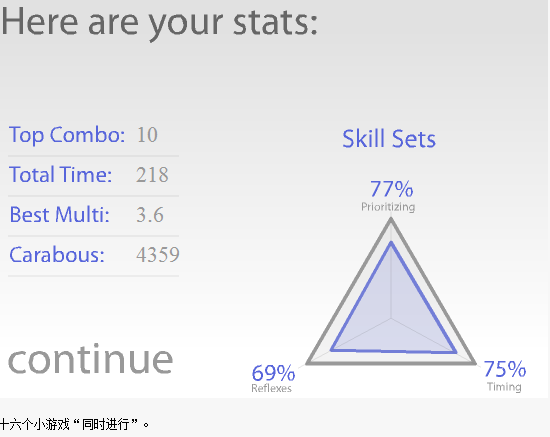 Here are your stats:
Top Combo: 10
Total Time: 218
Best Multi: 3.6
Carabous: 4359
continue
Skill Sets
77%
Prioritizing
69%
Reflexes
75%
Timing
十六个小游戏“同时进行”。